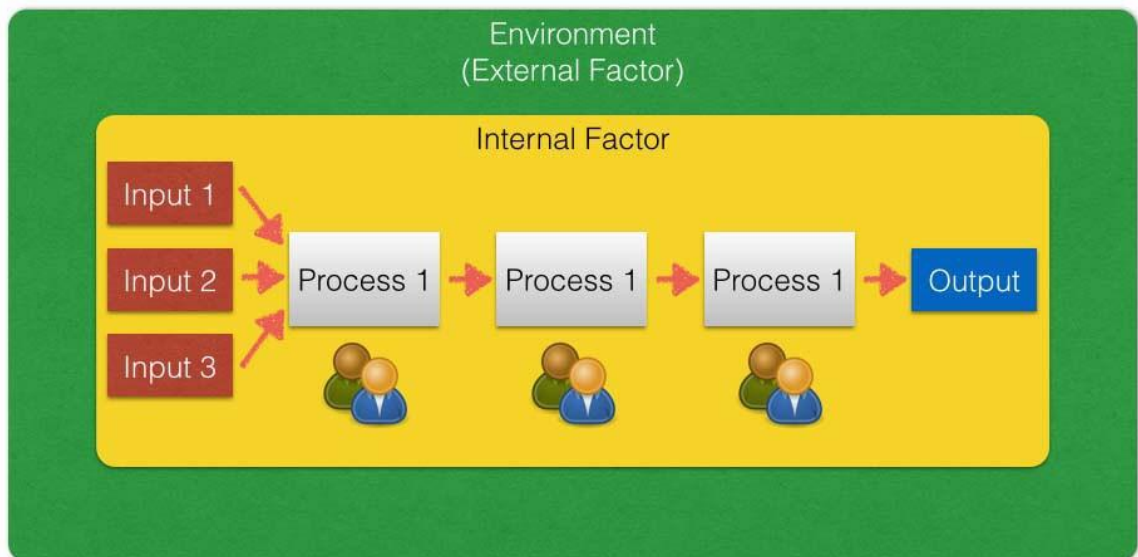 Environment
(External Factor)
Internal Factor
Input 1
Input 2
Input 3
Process 1
Process 1
Process 1
Output